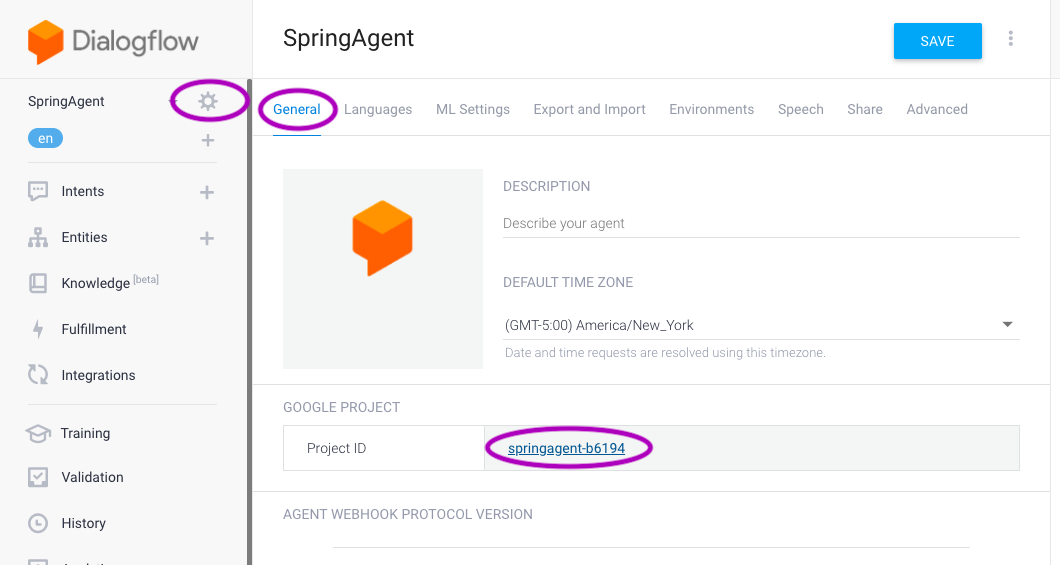 Dialogflow
SpringAgent
en
Intents
Entities
Knowledge [beta]
Fulfillment
Integrations
Training
Validation
History
SpringAgent
SAVE
General Languages ML Settings Export and Import Environments Speech Share Advanced
DESCRIPTION
Describe your agent
DEFAULT TIME ZONE
(GMT-5:00) America/New_York
Date and time requests are resolved using this timezone.
GOOGLE PROJECT
Project ID springagent-b6194
AGENT WEBHOOK PROTOCOL VERSION